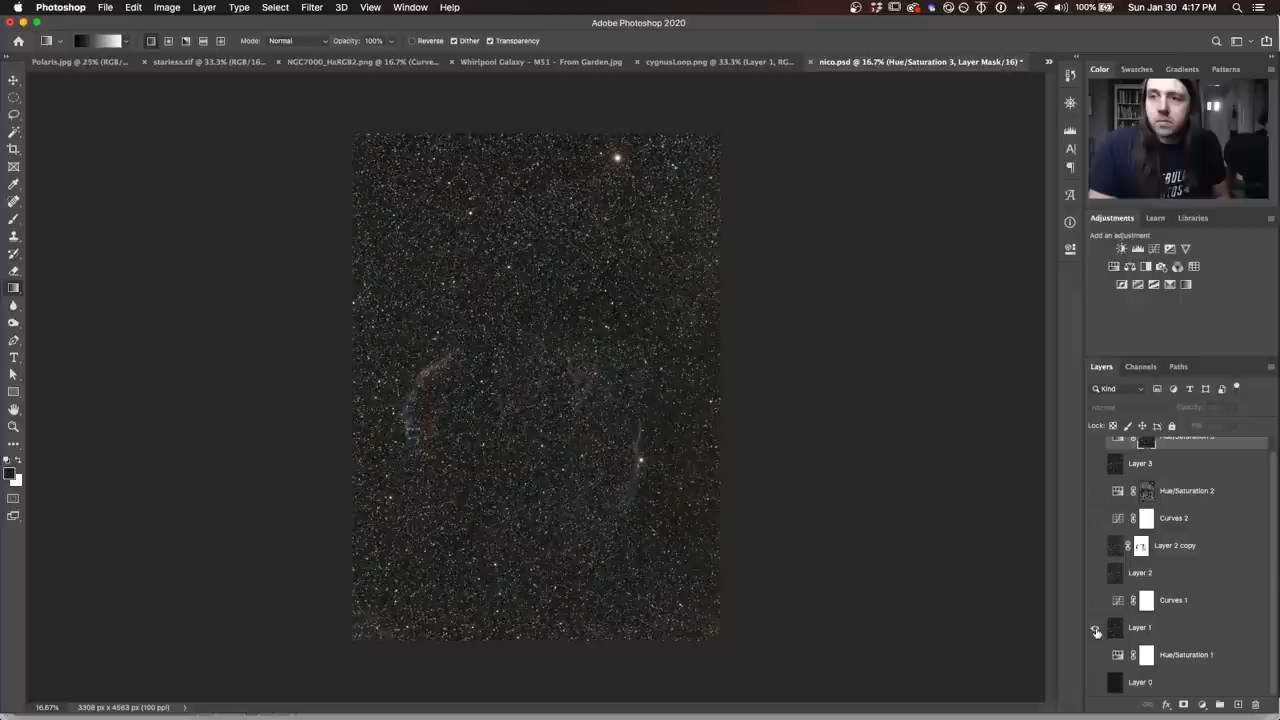 Photoshop File Edit Image Layer Type Select Filter 3D View Window Help 100% Sun Jan 30 4:17 PM
Adobe Photoshop 2020
Mode: Normal Opacity: 100% Reverse Dither Transparency
Polaris.jpg @ 25% (RGB/... starless.tif @ 33.3% (RGB/16... NGC7000_HaRGB2.png @ 16.7% (Curve... Whirlpool Galaxy - M51 - From Garden.jpg cygnusLoop.png @ 33.3% (Layer 1, RG... nico.psd @ 16.7% (Hue/Saturation 3, Layer Mask/16) *
Color Swatches Gradients Patterns
Adjustments Learn Libraries
Add an adjustment
Layers Channels Paths
Kind
Normal Opacity:
Lock:
Hue/Saturation 3
Layer 3
Hue/Saturation 2
Curves 2
Layer 2 copy
Layer 2
Curves 1
Layer 1
Hue/Saturation 1
Layer 0
16.67% 3308 px x 4563 px (100 ppi)